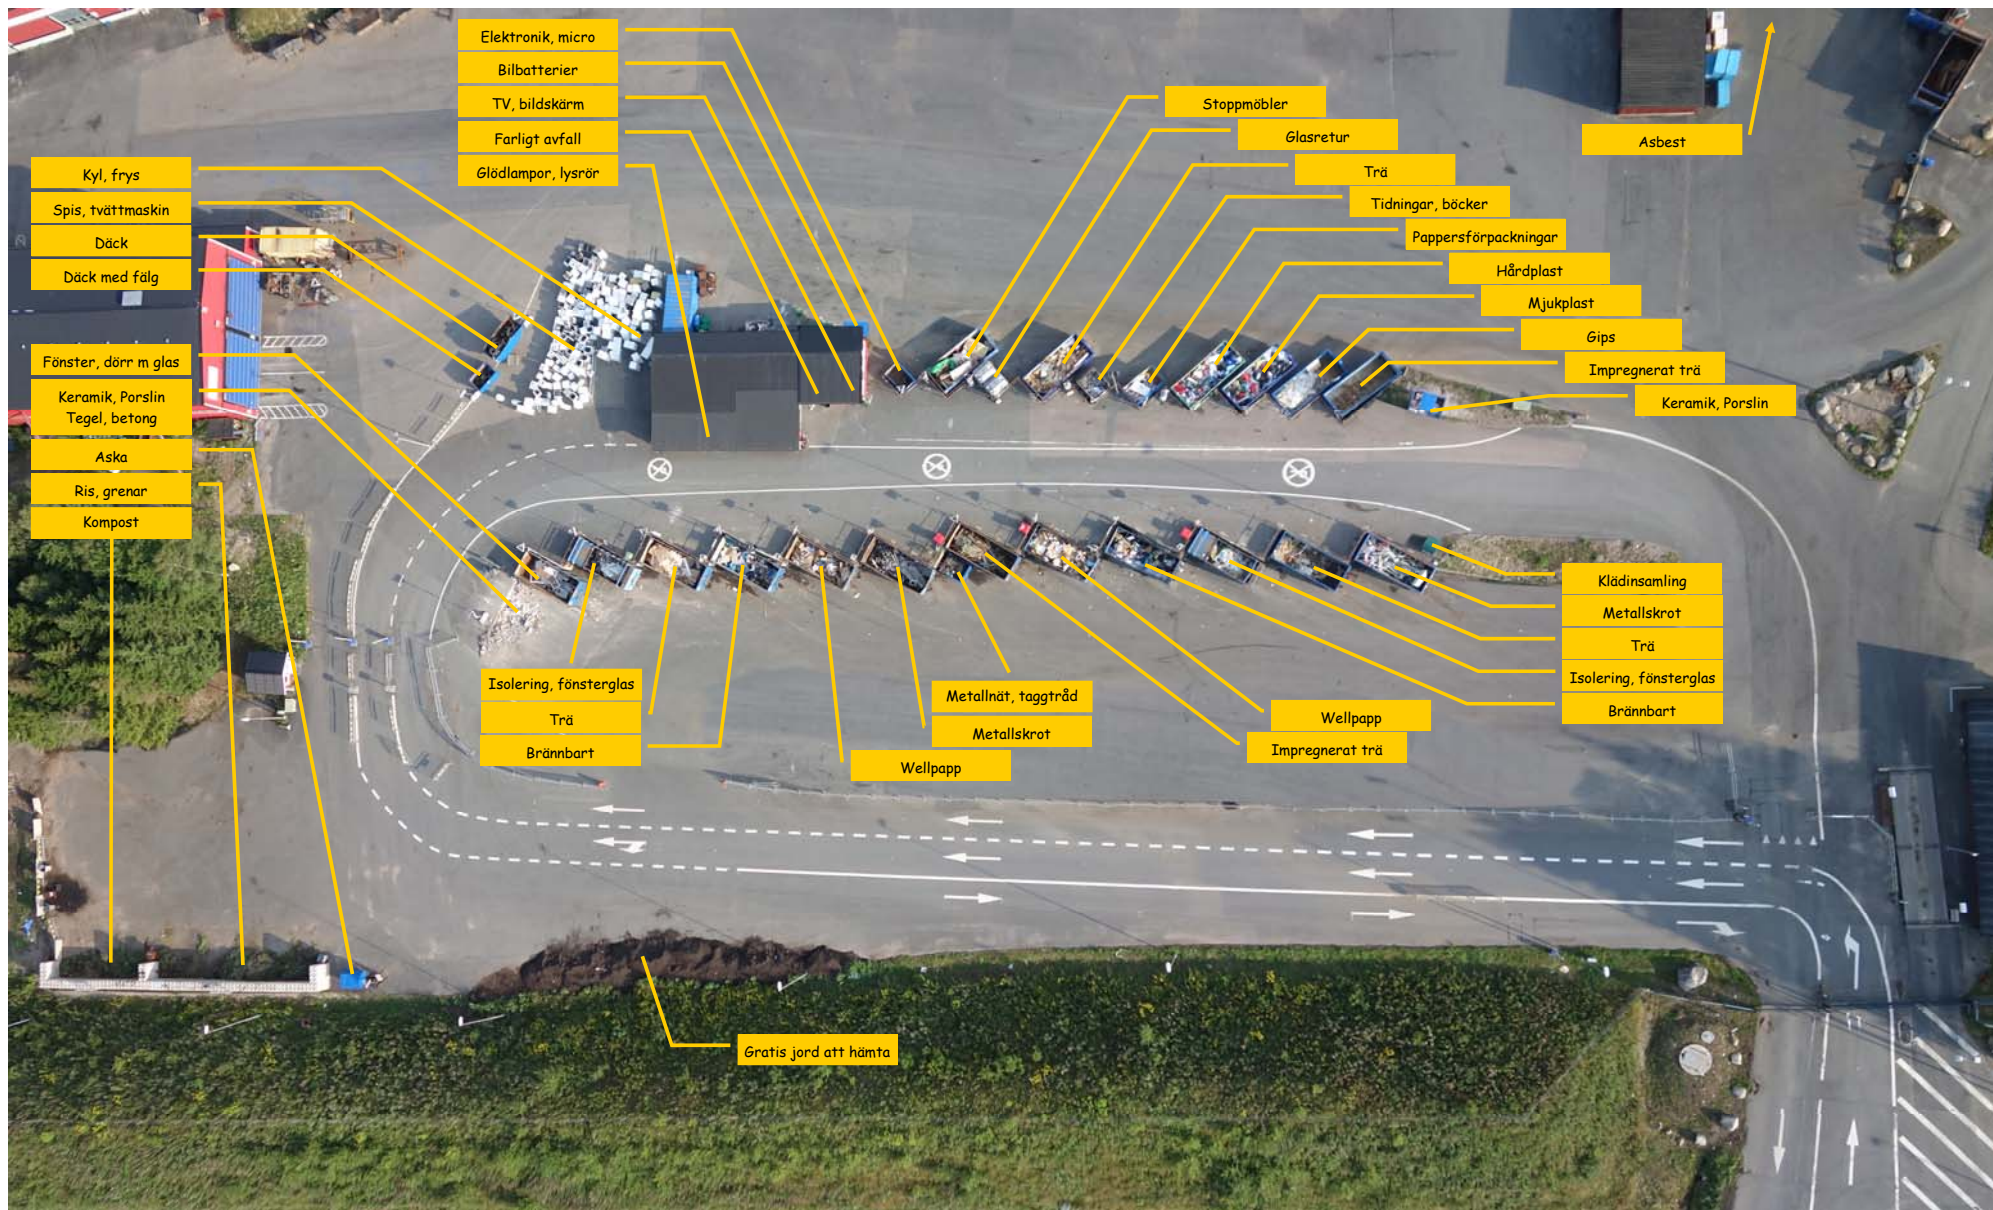 Elektronik, micro
Bilbatterier
TV, bildskärm
Farligt avfall
Glödlampor, lysrör
Stoppmöbler
Glasretur
Trä
Tidningar, böcker
Pappersförpackningar
Hårdplast
Mjukplast
Gips
Impregnerat trä
Keramik, Porslin
Asbest
Kyl, frys
Spis, tvättmaskin
Däck
Däck med fälg
Fönster, dörr m glas
Keramik, Porslin
Tegel, betong
Aska
Ris, grenar
Kompost
Isolering, fönsterglas
Trä
Brännbart
Wellpapp
Metallnät, taggtråd
Metallskrot
Wellpapp
Impregnerat trä
Klädinsamling
Metallskrot
Trä
Isolering, fönsterglas
Brännbart
Gratis jord att hämta